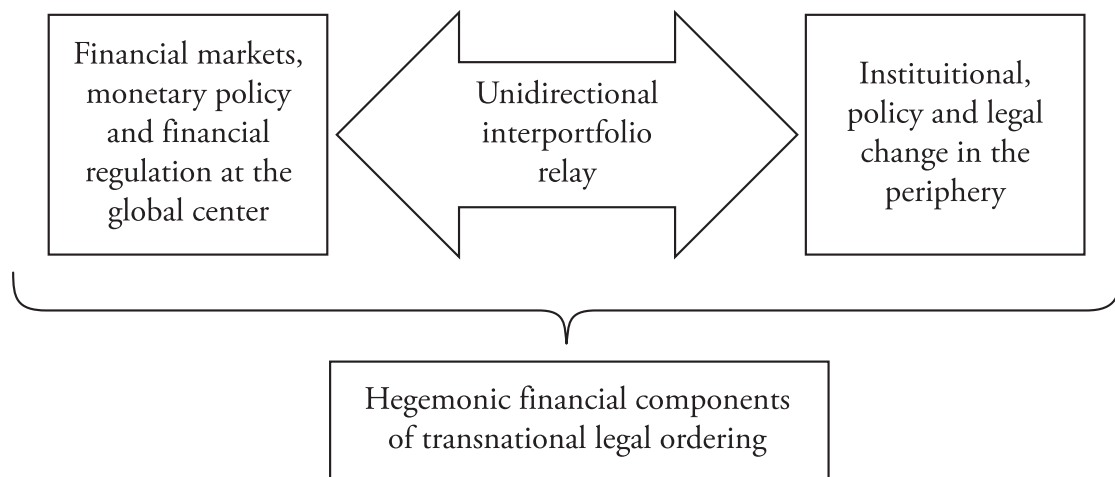 Financial markets,
monetary policy
and financial
regulation at the
global center
Unidirectional
interportfolio
relay
Instituitional,
policy and legal
change in the
periphery
Hegemonic financial components
of transnational legal ordering